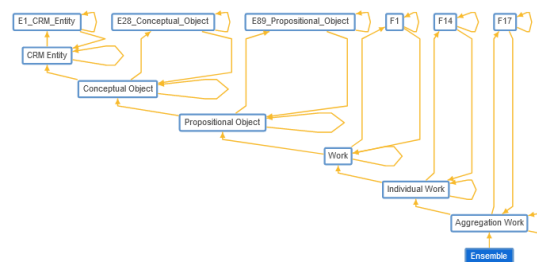 E1_CRM_Entity
E28_Conceptual_Object
E89_Propositional_Object
F1
F14
F17
CRM Entity
Conceptual Object
Propositional Object
Work
Individual Work
Aggregation Work
Ensemble